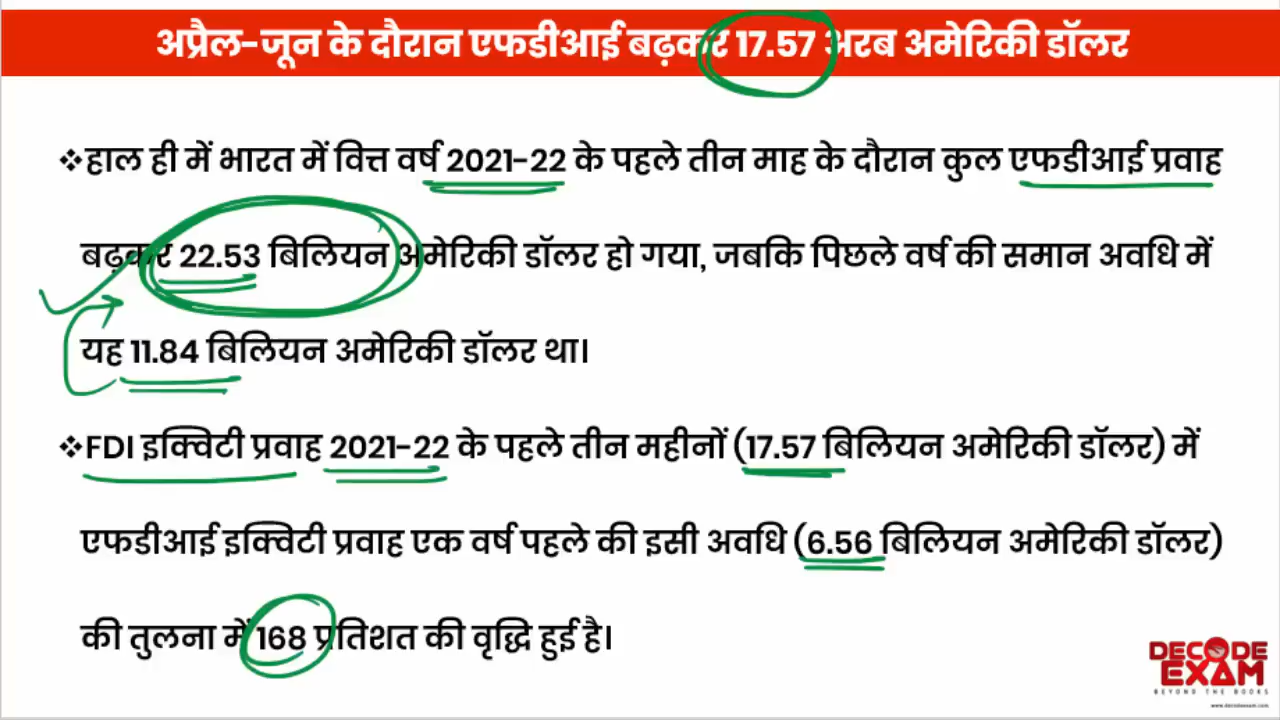 अप्रैल-जून के दौरान एफडीआई बढ़कर 17.57 अरब अमेरिकी डॉलर
❖हाल ही में भारत में वित्त वर्ष 2021-22 के पहले तीन माह के दौरान कुल एफडीआई प्रवाह
बढ़कर 22.53 बिलियन अमेरिकी डॉलर हो गया, जबकि पिछले वर्ष की समान अवधि में
यह 11.84 बिलियन अमेरिकी डॉलर था।
❖FDI इक्विटी प्रवाह 2021-22 के पहले तीन महीनों (17.57 बिलियन अमेरिकी डॉलर) में
एफडीआई इक्विटी प्रवाह एक वर्ष पहले की इसी अवधि (6.56 बिलियन अमेरिकी डॉलर)
की तुलना में 168 प्रतिशत की वृद्धि हुई है।
DECODE
EXAM
BEYOND THE BOOKS
www.decodeexam.com